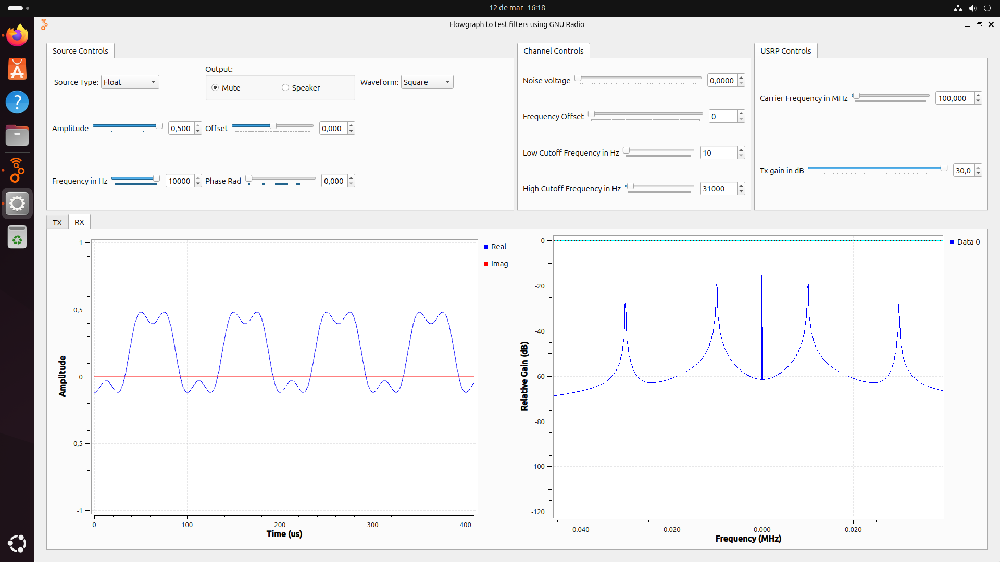 12 de mar 16:18
Flowgraph to test filters using GNU Radio
Source Controls
Source Type: Float
Output:
Mute
Speaker
Waveform: Square
Amplitude 0,500
Offset 0,000
Frequency in Hz 10000
Phase Rad 0,000
Channel Controls
Noise voltage 0,0000
Frequency Offset 0
Low Cutoff Frequency in Hz 10
High Cutoff Frequency in Hz 31000
USRP Controls
Carrier Frequency in MHz 100,000
Tx gain in dB 30,0
TX RX
1
0,5
0
-0,5
-1
Amplitude
0 100 200 300 400
Time (us)
Real
Imag
0
-20
-40
-60
-80
-100
-120
Relative Gain (dB)
-0.040 -0.020 0.000 0.020
Frequency (MHz)
Data 0